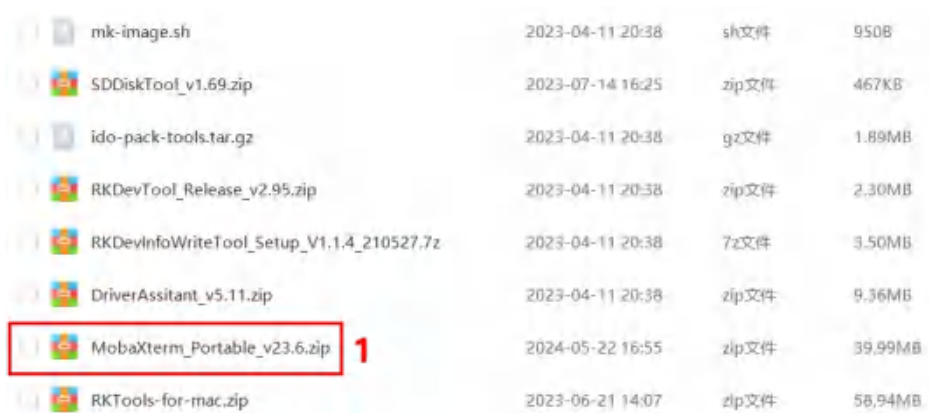 mk-image.sh 2023-04-11 20:38 sh文件 950B
SDDiskTool_v1.69.zip 2023-07-14 16:25 zip文件 467KB
ido-pack-tools.tar.gz 2023-04-11 20:38 gz文件 1.89MB
RKDevTool_Release_v2.95.zip 2023-04-11 20:38 zip文件 2.30MB
RKDevInfoWriteTool_Setup_V1.1.4_210527.7z 2023-04-11 20:38 7z文件 3.50MB
DriverAssitant_v5.11.zip 2023-04-11 20:38 zip文件 9.36MB
MobaXterm_Portable_v23.6.zip 1 2024-05-22 16:55 zip文件 39.99MB
RKTools-for-mac.zip 2023-06-21 14:07 zip文件 58.94MB